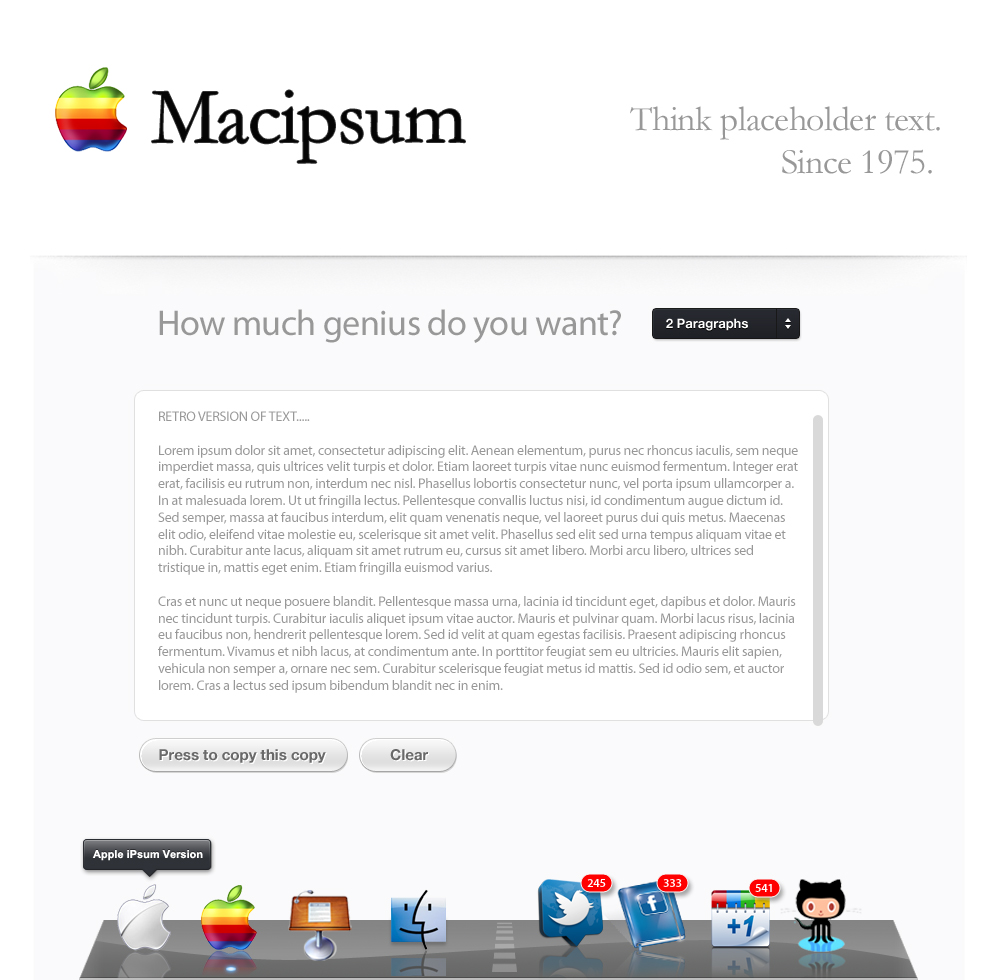 Macipsum
Think placeholder text.
Since 1975.
How much genius do you want?
2 Paragraphs
RETRO VERSION OF TEXT.....
Lorem ipsum dolor sit amet, consectetur adipiscing elit. Aenean elementum, purus nec rhoncus iaculis, sem neque
imperdiet massa, quis ultrices velit turpis et dolor. Etiam laoreet turpis vitae nunc euismod fermentum. Integer erat
erat, facilisis eu rutrum non, interdum nec nisl. Phasellus lobortis consectetur nunc, vel porta ipsum ullamcorper a.
In at malesuada lorem. Ut ut fringilla lectus. Pellentesque convallis luctus nisi, id condimentum augue dictum id.
Sed semper, massa at faucibus interdum, elit quam venenatis neque, vel laoreet purus dui quis metus. Maecenas
elit odio, eleifend vitae molestie eu, scelerisque sit amet velit. Phasellus sed elit sed urna tempus aliquam vitae et
nibh. Curabitur ante lacus, aliquam sit amet rutrum eu, cursus sit amet libero. Morbi arcu libero, ultrices sed
tristique in, mattis eget enim. Etiam fringilla euismod varius.
Cras et nunc ut neque posuere blandit. Pellentesque massa urna, lacinia id tincidunt eget, dapibus et dolor. Mauris
nec tincidunt turpis. Curabitur iaculis aliquet ipsum vitae auctor. Mauris et pulvinar quam. Morbi lacus risus, lacinia
eu faucibus non, hendrerit pellentesque lorem. Sed id velit at quam egestas facilisis. Praesent adipiscing rhoncus
fermentum. Vivamus et nibh lacus, at condimentum ante. In porttitor feugiat sem eu ultricies. Mauris elit sapien,
vehicula non semper a, ornare nec sem. Curabitur scelerisque feugiat metus id mattis. Sed id odio sem, et auctor
lorem. Cras a lectus sed ipsum bibendum blandit nec in enim.
Press to copy this copy
Clear
Apple iPsum Version
245
333
541
f
+1